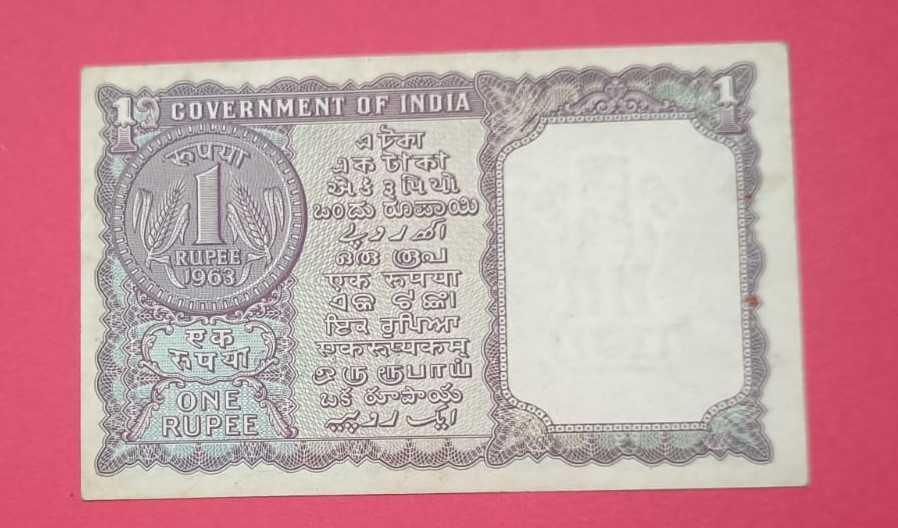 1 GOVERNMENT OF INDIA 1
रूपया
1
RUPEE
1963
एक
रूपया
ONE
RUPEE
এ টকা
এক টাকা
એક રૂપિયો
ಒಂದು ರೂಪಾಯಿ
ഒരു രൂപ
एक रूपया
ଏକ ଟଙ୍କା
ਇਕ ਰੁਪਿਆ
एकरूप्यकम्
ஒரு ரூபாய்
ఒక రూపాయ
ایک روپیہ